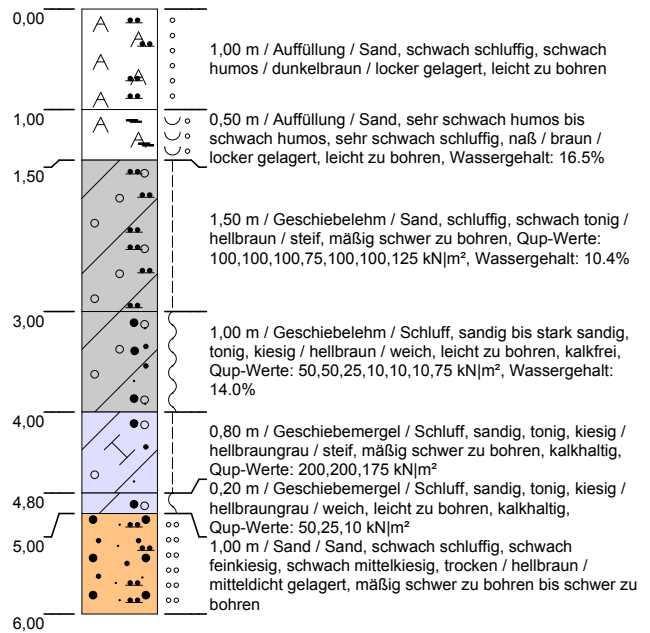 0,00
1,00 m / Auffüllung / Sand, schwach schluffig, schwach
humos / dunkelbraun / locker gelagert, leicht zu bohren
1,00
0,50 m / Auffüllung / Sand, sehr schwach humos bis
schwach humos, sehr schwach schluffig, naß / braun /
locker gelagert, leicht zu bohren, Wassergehalt: 16.5%
1,50
1,50 m / Geschiebelehm / Sand, schluffig, schwach tonig /
hellbraun / steif, mäßig schwer zu bohren, Qup-Werte:
100,100,100,75,100,100,125 kN|m², Wassergehalt: 10.4%
3,00
1,00 m / Geschiebelehm / Schluff, sandig bis stark sandig,
tonig, kiesig / hellbraun / weich, leicht zu bohren, kalkfrei,
Qup-Werte: 50,50,25,10,10,10,75 kN|m², Wassergehalt:
14.0%
4,00
0,80 m / Geschiebemergel / Schluff, sandig, tonig, kiesig /
hellbraungrau / steif, mäßig schwer zu bohren, kalkhaltig,
Qup-Werte: 200,200,175 kN|m²
4,80
0,20 m / Geschiebemergel / Schluff, sandig, tonig, kiesig /
hellbraungrau / weich, leicht zu bohren, kalkhaltig,
Qup-Werte: 50,25,10 kN|m²
5,00
1,00 m / Sand / Sand, schwach schluffig, schwach
feinkiesig, schwach mittelkiesig, trocken / hellbraun /
mitteldicht gelagert, mäßig schwer zu bohren bis schwer zu
bohren
6,00